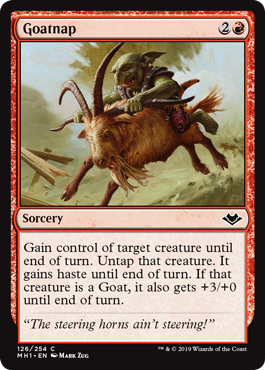 Goatnap 2
Sorcery
Gain control of target creature until
end of turn. Untap that creature. It
gains haste until end of turn. If that
creature is a Goat, it also gets +3/+0
until end of turn.
"The steering horns ain't steering!"
126/254 C
MH1 • EN Mark Zug
™ & © 2019 Wizards of the Coast